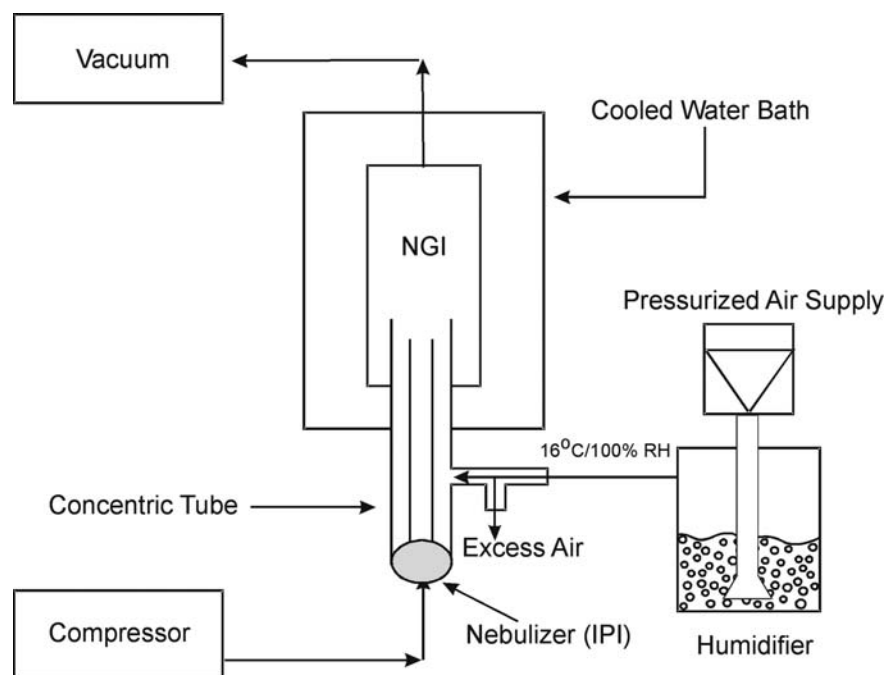 Vacuum
Cooled Water Bath
NGI
Pressurized Air Supply
16°C/100% RH
Concentric Tube
Excess Air
Compressor
Nebulizer (IPI)
Humidifier